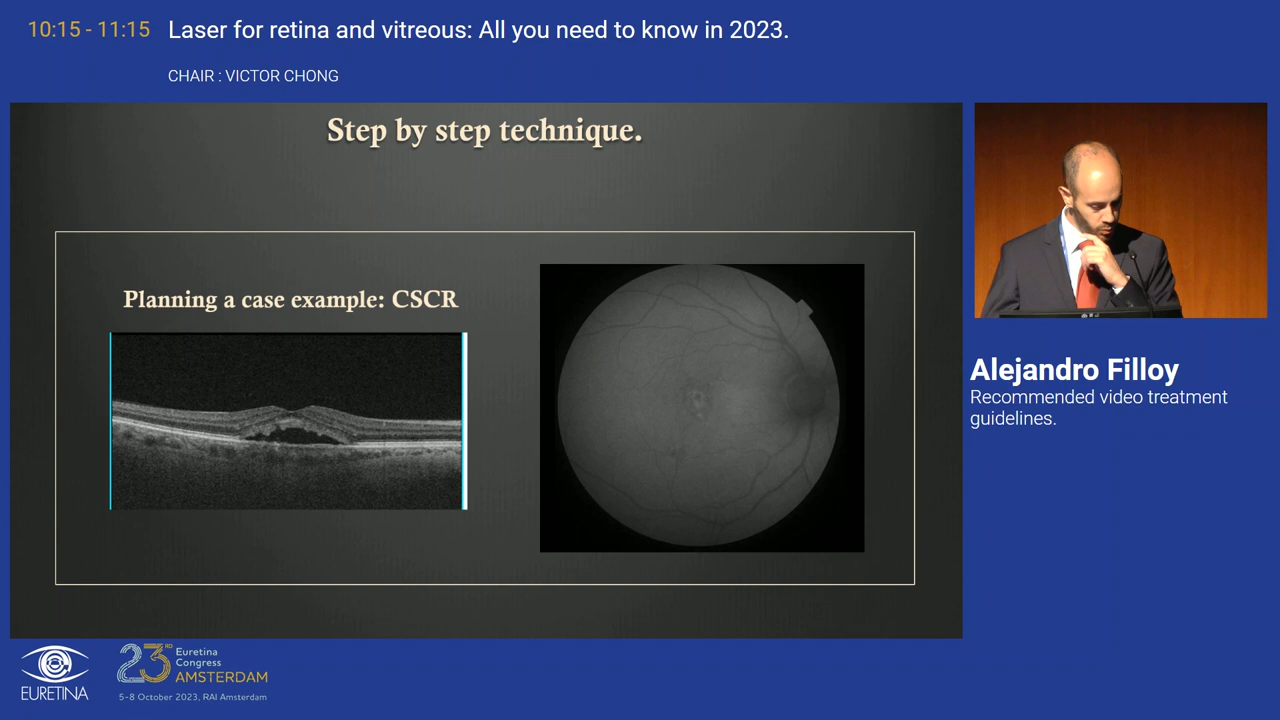 10:15 - 11:15 Laser for retina and vitreous: All you need to know in 2023.
CHAIR : VICTOR CHONG
Step by step technique.
Planning a case example: CSCR
Alejandro Filloy
Recommended video treatment
guidelines.
EURETINA
23RD Euretina
Congress
AMSTERDAM
5-8 October 2023, RAI Amsterdam